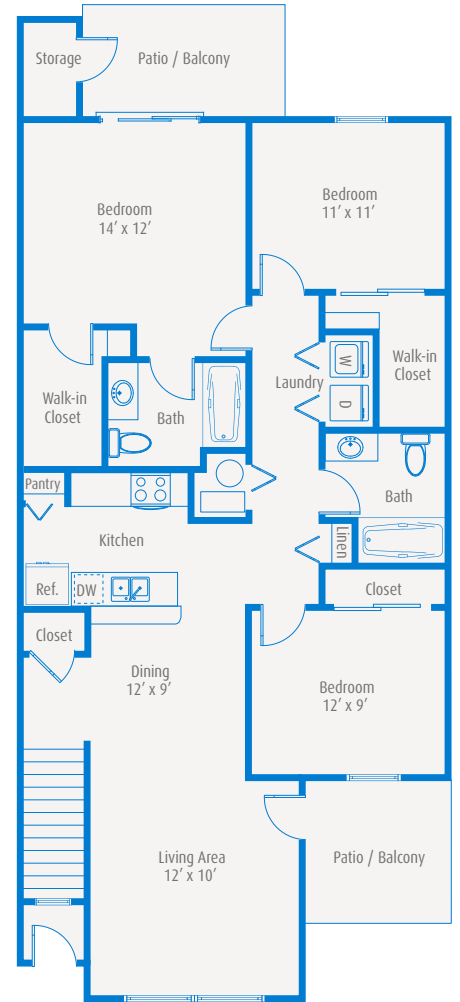 Storage
Patio / Balcony
Bedroom
14’ x 12’
Bedroom
11’ x 11’
Walk-in
Closet
W
D
Laundry
Walk-in
Closet
Bath
Pantry
Kitchen
Bath
Linen
Ref.
DW
Closet
Closet
Dining
12’ x 9’
Bedroom
12’ x 9’
Living Area
12’ x 10’
Patio / Balcony